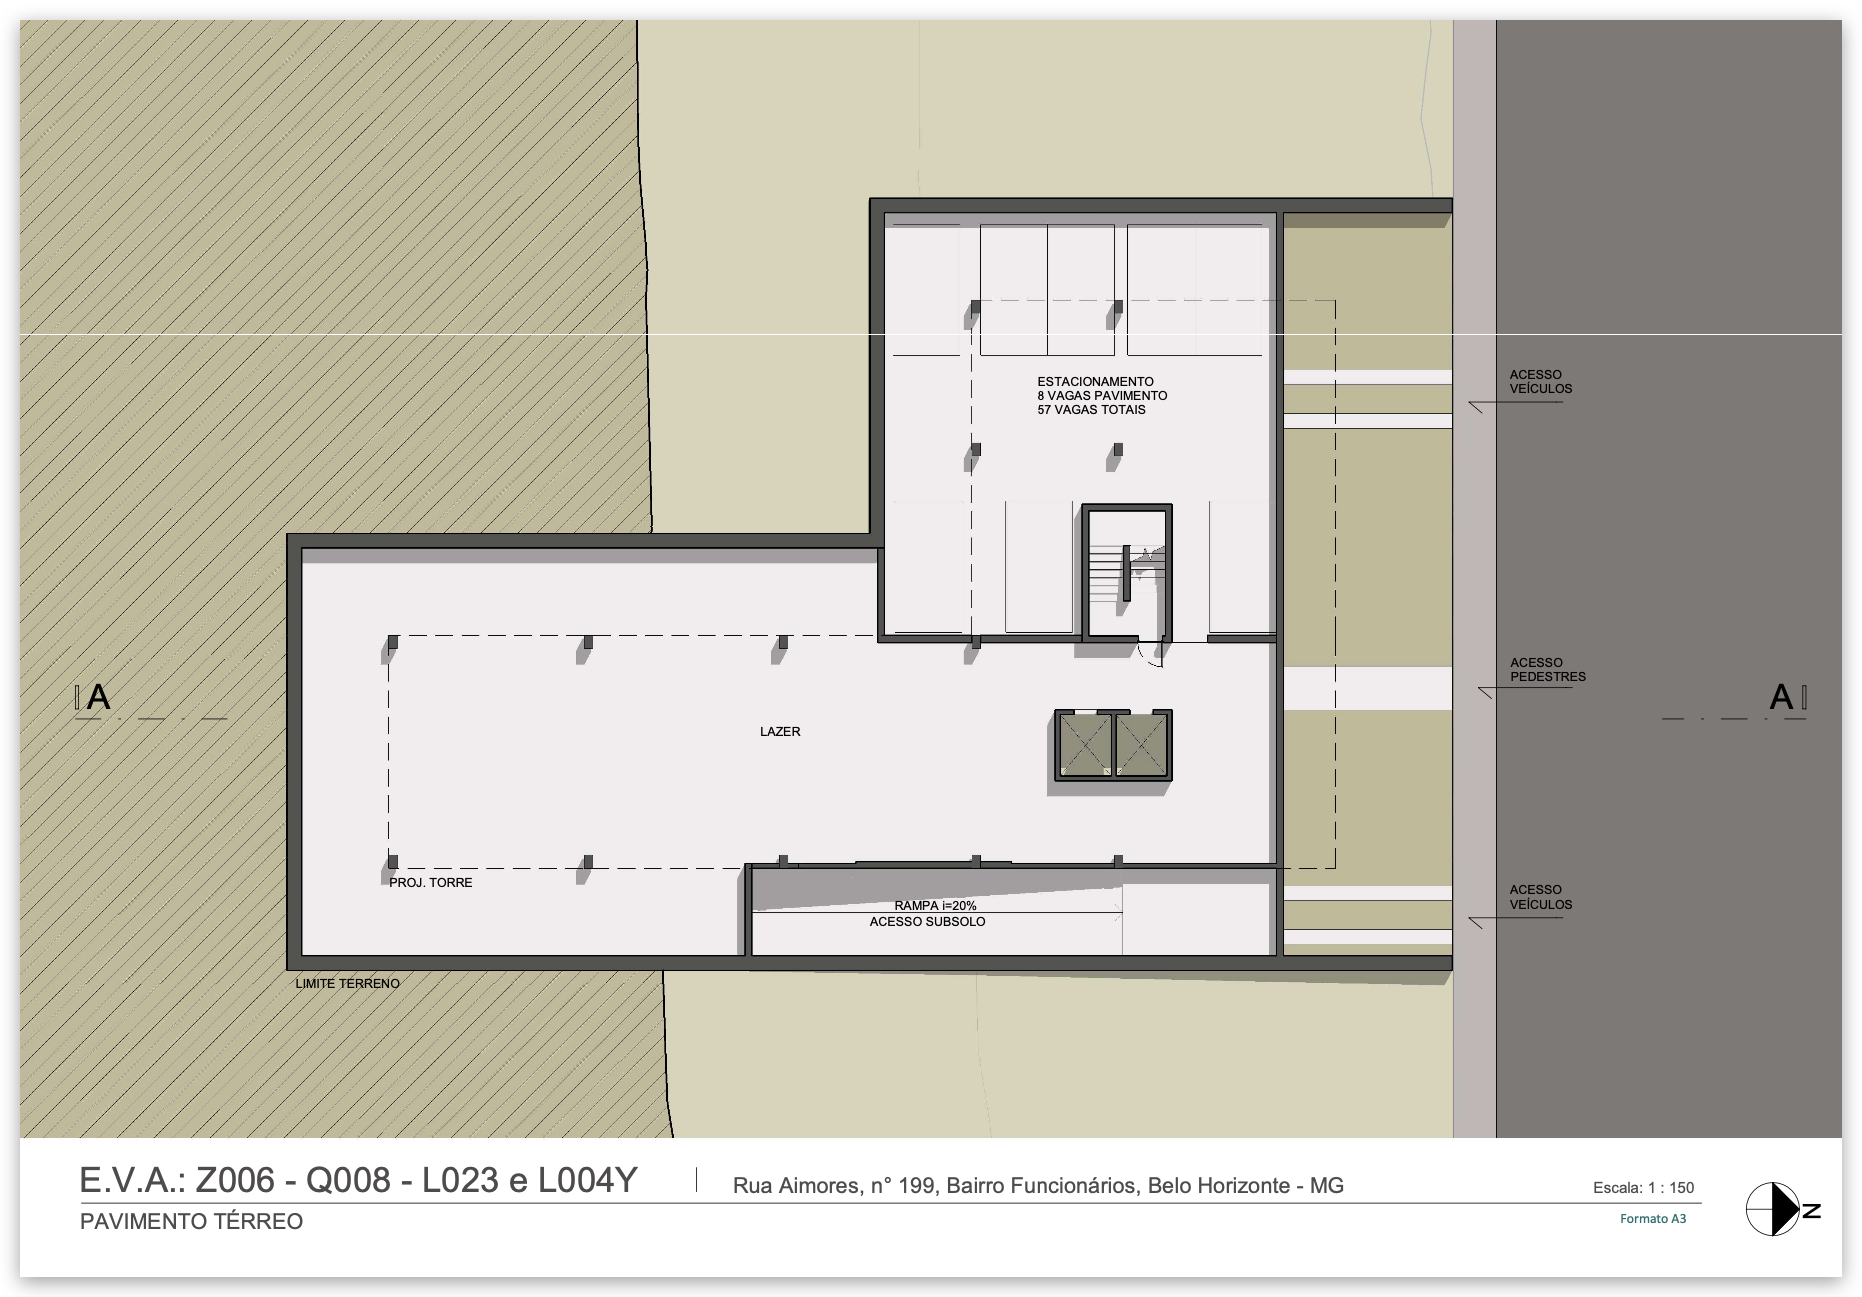 ESTACIONAMENTO
8 VAGAS PAVIMENTO
57 VAGAS TOTAIS
ACESSO
VEÍCULOS
ACESSO
PEDESTRES
A
A
LAZER
PROJ. TORRE
RAMPA i=20%
ACESSO SUBSOLO
ACESSO
VEÍCULOS
LIMITE TERRENO
E.V.A.: Z006 - Q008 - L023 e L004Y
Rua Aimores, n° 199, Bairro Funcionários, Belo Horizonte - MG
Escala: 1 : 150
PAVIMENTO TÉRREO
Formato A3
N